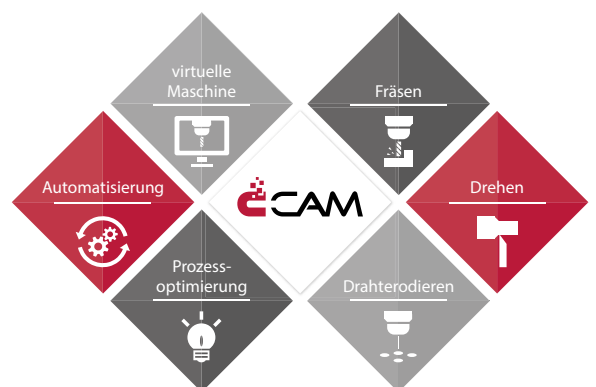 virtuelle
Maschine
Fräsen
Automatisierung
CAM
Drehen
Prozess-
optimierung
Drahterodieren